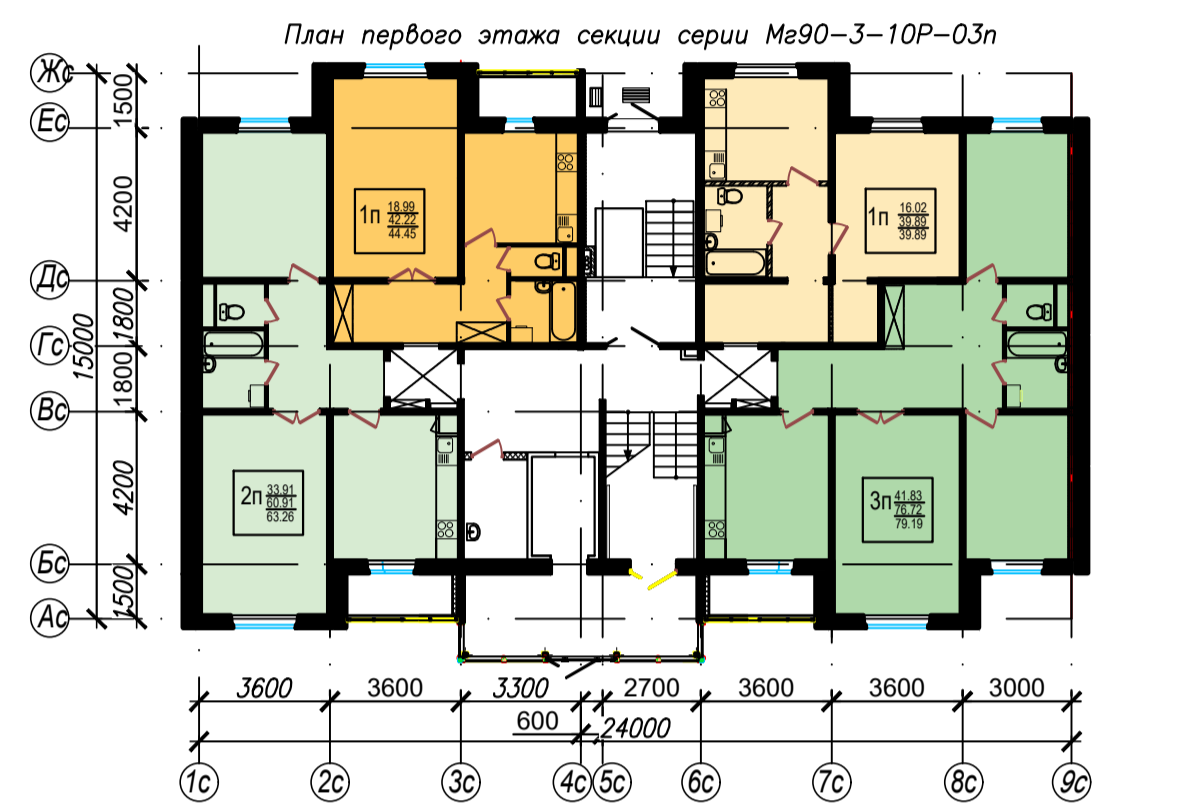 План первого этажа секции серии Мг90-3-10Р-03п
Жс
Ес
Дс
Гс
Вс
Бс
Ас
1500
4200
1800
1800
4200
1500
15000
1п 18.99
42.22
44.45
1п 16.02
39.89
39.89
2п 33.91
60.91
63.26
3п 41.83
76.72
79.19
3600 3600 3300 2700 3600 3600 3000
600 24000
1с 2с 3с 4с 5с 6с 7с 8с 9с